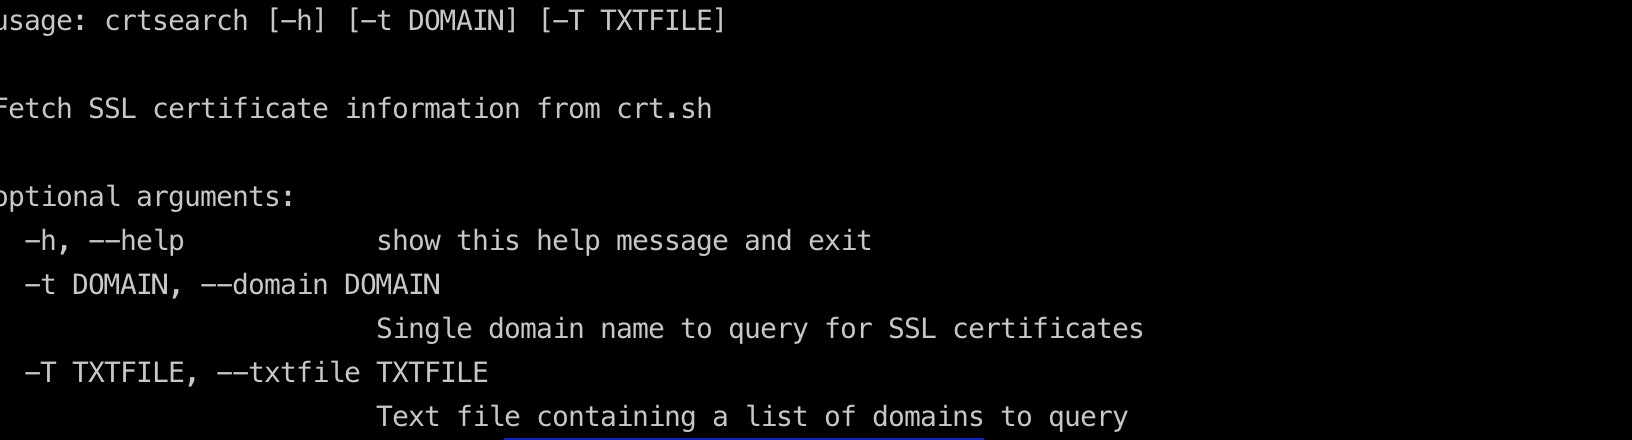 usage: crtsearch [-h] [-t DOMAIN] [-T TXTFILE]
Fetch SSL certificate information from crt.sh
optional arguments:
-h, --help show this help message and exit
-t DOMAIN, --domain DOMAIN
Single domain name to query for SSL certificates
-T TXTFILE, --txtfile TXTFILE
Text file containing a list of domains to query